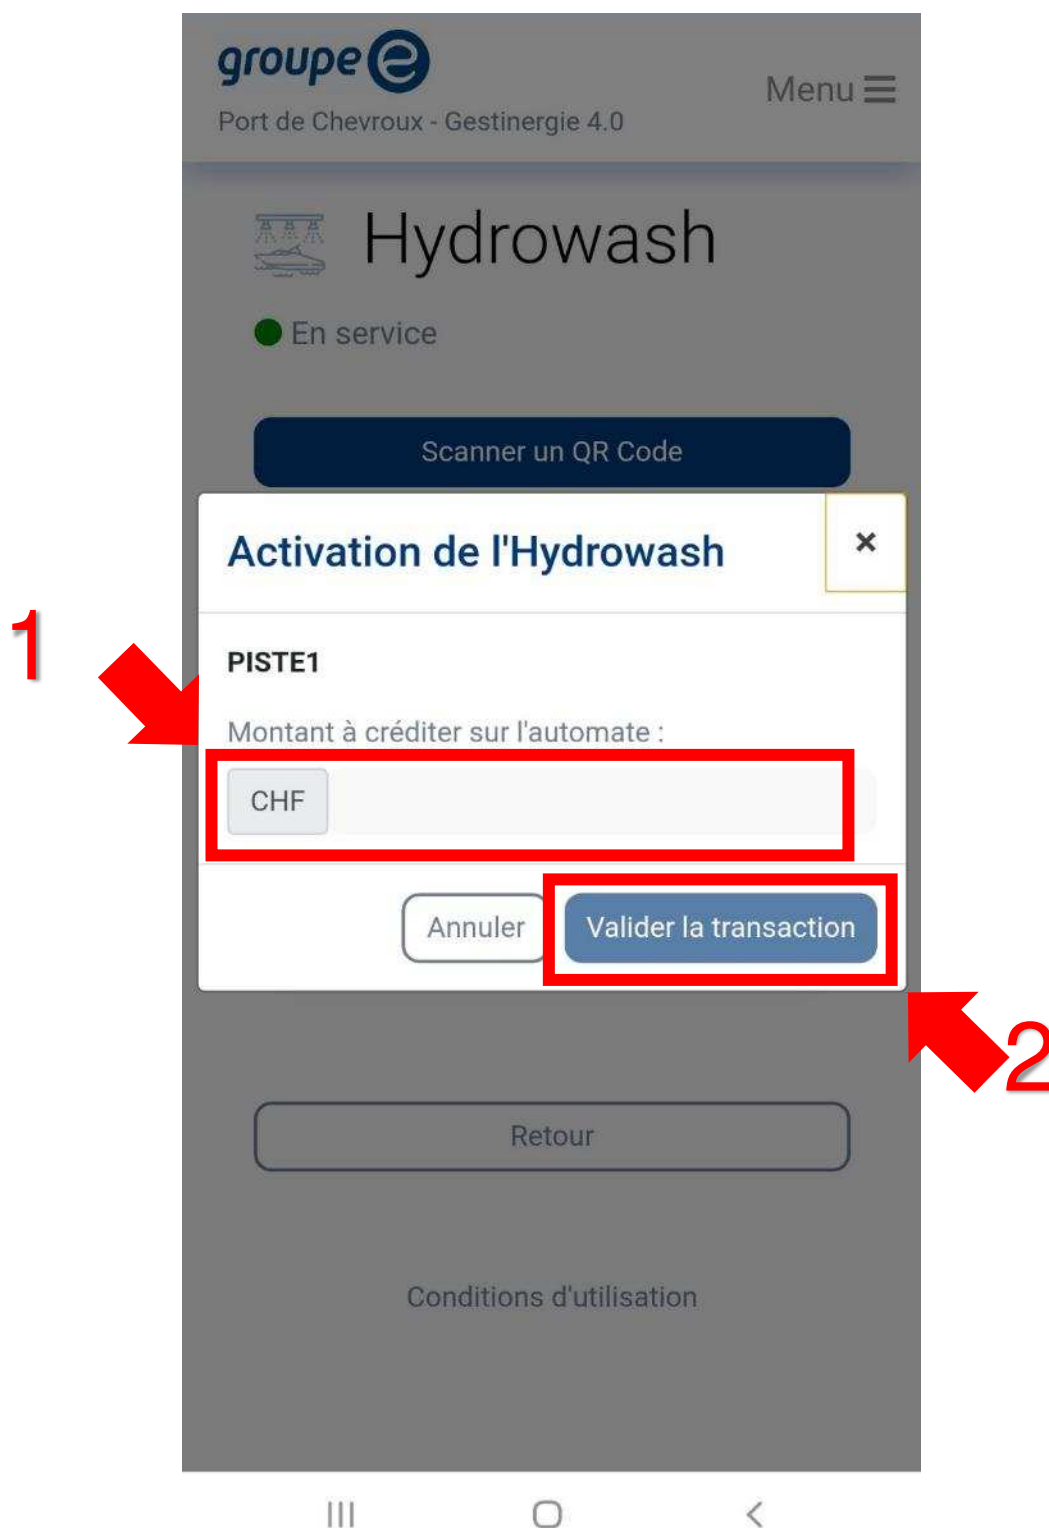 groupe e
Port de Chevroux - Gestinergie 4.0
Menu
Hydrowash
En service
Scanner un QR Code
Activation de l'Hydrowash
×
1
PISTE1
Montant à créditer sur l'automate :
CHF
Annuler
Valider la transaction
2
Retour
Conditions d'utilisation